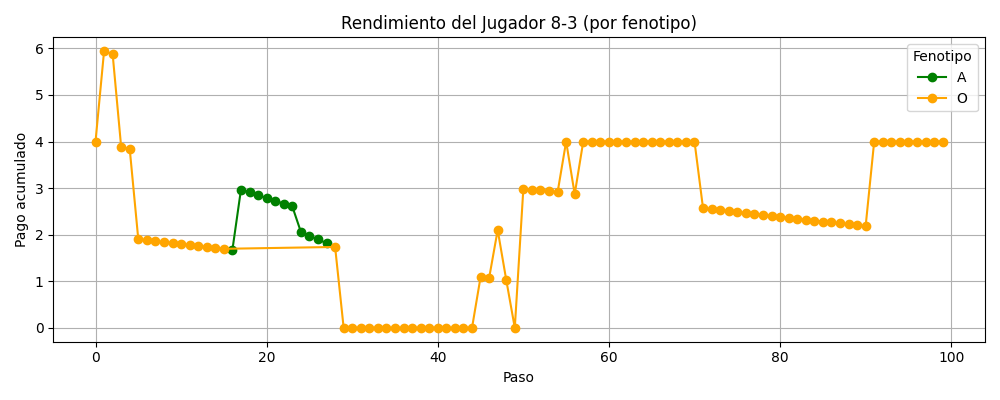 Rendimiento del Jugador 8-3 (por fenotipo)
Fenotipo
A
O
Pago acumulado
6
5
4
3
2
1
0
0 20 40 60 80 100
Paso